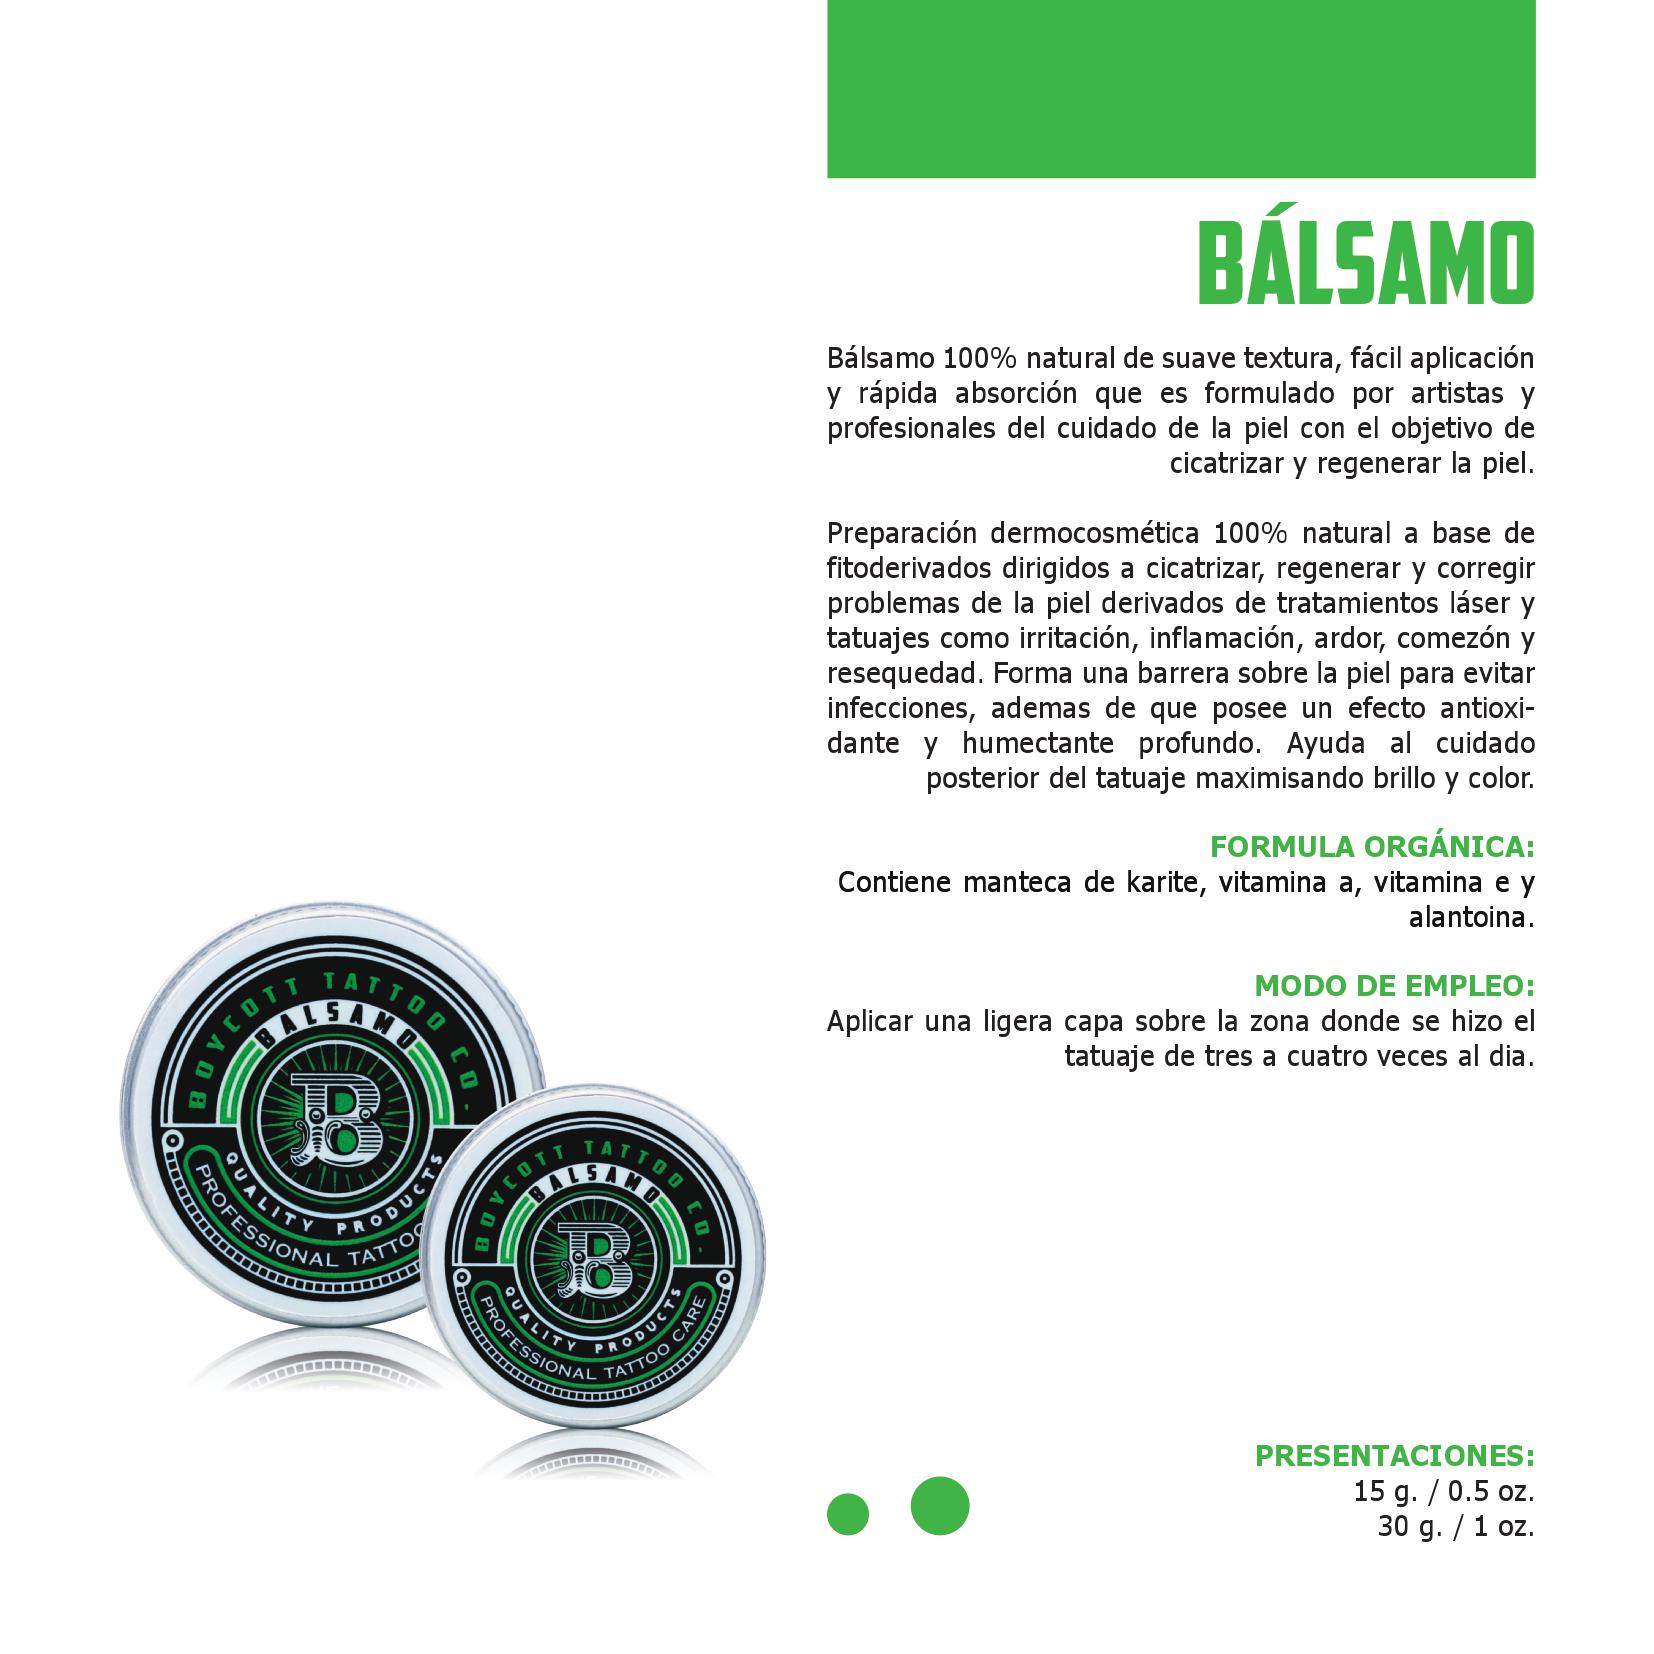 BÁLSAMO
Bálsamo 100% natural de suave textura, fácil aplicación
y rápida absorción que es formulado por artistas y
profesionales del cuidado de la piel con el objetivo de
cicatrizar y regenerar la piel.
Preparación dermocosmética 100% natural a base de
fitoderivados dirigidos a cicatrizar, regenerar y corregir
problemas de la piel derivados de tratamientos láser y
tatuajes como irritación, inflamación, ardor, comezón y
resequedad. Forma una barrera sobre la piel para evitar
infecciones, ademas de que posee un efecto antioxi-
dante y humectante profundo. Ayuda al cuidado
posterior del tatuaje maximisando brillo y color.
FORMULA ORGÁNICA:
Contiene manteca de karite, vitamina a, vitamina e y
alantoina.
MODO DE EMPLEO:
Aplicar una ligera capa sobre la zona donde se hizo el
tatuaje de tres a cuatro veces al dia.
BOYCOTT TATTOO CO.
BALSAMO
B
QUALITY PRODUCTS
PROFESSIONAL TATTOO
BOYCOTT TATTOO CO.
BALSAMO
B
QUALITY PRODUCTS
PROFESSIONAL TATTOO CARE
PRESENTACIONES:
15 g. / 0.5 oz.
30 g. / 1 oz.